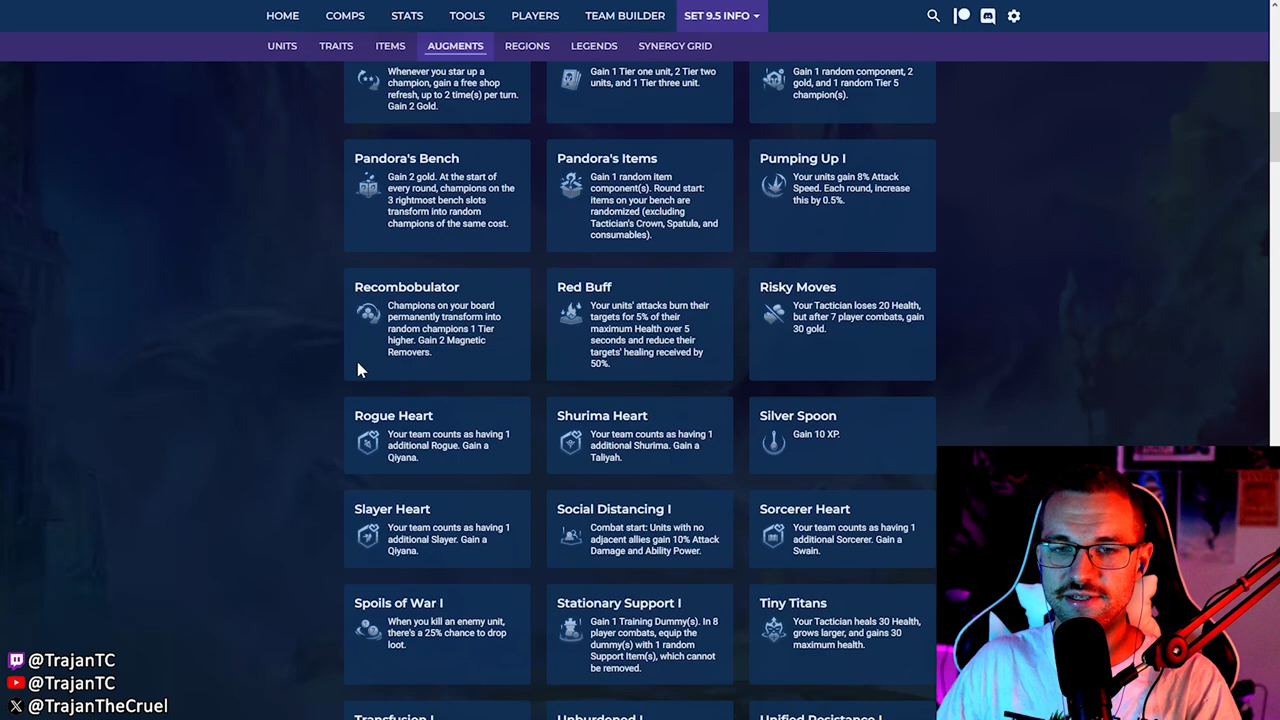 HOME COMPS STATS TOOLS PLAYERS TEAM BUILDER SET 9.5 INFO
UNITS TRAITS ITEMS AUGMENTS REGIONS LEGENDS SYNERGY GRID
Whenever you star up a
champion, gain a free shop
refresh, up to 2 time(s) per turn.
Gain 2 Gold.
Gain 1 Tier one unit, 2 Tier two
units, and 1 Tier three unit.
Gain 1 random component, 2
gold, and 1 random Tier 5
champion(s).
Pandora's Bench
Gain 2 gold. At the start of
every round, champions on the
3 rightmost bench slots
transform into random
champions of the same cost.
Pandora's Items
Gain 1 random item
component(s). Round start:
items on your bench are
randomized (excluding
Tactician's Crown, Spatula, and
consumables).
Pumping Up I
Your units gain 8% Attack
Speed. Each round, increase
this by 0.5%.
Recombobulator
Champions on your board
permanently transform into
random champions 1 Tier
higher. Gain 2 Magnetic
Removers.
Red Buff
Your units' attacks burn their
targets for 5% of their
maximum Health over 5
seconds and reduce their
targets' healing received by
50%.
Risky Moves
Your Tactician loses 20 Health,
but after 7 player combats, gain
30 gold.
Rogue Heart
Your team counts as having 1
additional Rogue. Gain a
Qiyana.
Shurima Heart
Your team counts as having 1
additional Shurima. Gain a
Taliyah.
Silver Spoon
Gain 10 XP.
Slayer Heart
Your team counts as having 1
additional Slayer. Gain a
Qiyana.
Social Distancing I
Combat start: Units with no
adjacent allies gain 10% Attack
Damage and Ability Power.
Sorcerer Heart
Your team counts as having 1
additional Sorcerer. Gain a
Swain.
Spoils of War I
When you kill an enemy unit,
there's a 25% chance to drop
loot.
Stationary Support I
Gain 1 Training Dummy(s). In 8
player combats, equip the
dummy(s) with 1 random
Support Item(s), which cannot
be removed.
Tiny Titans
Your Tactician heals 30 Health,
grows larger, and gains 30
maximum health.
Transfusion I
Unburdened I
Unified Resistance I
@TrajanTC
@TrajanTC
@TrajanTheCruel